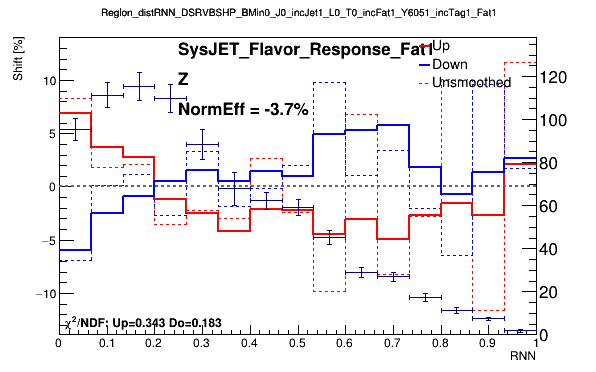 Region_distRNN_DSRVBSHP_BMin0_J0_incJet1_L0_T0_incFat1_Y6051_incTag1_Fat1
Shift [%]
SysJET_Flavor_Response_Fat1
Z
NormEff = -3.7%
Up
Down
Unsmoothed
10
5
0
−5
−10
120
100
80
60
40
20
0
χ²/NDF: Up=0.343 Do=0.183
0 0.1 0.2 0.3 0.4 0.5 0.6 0.7 0.8 0.9 1
RNN